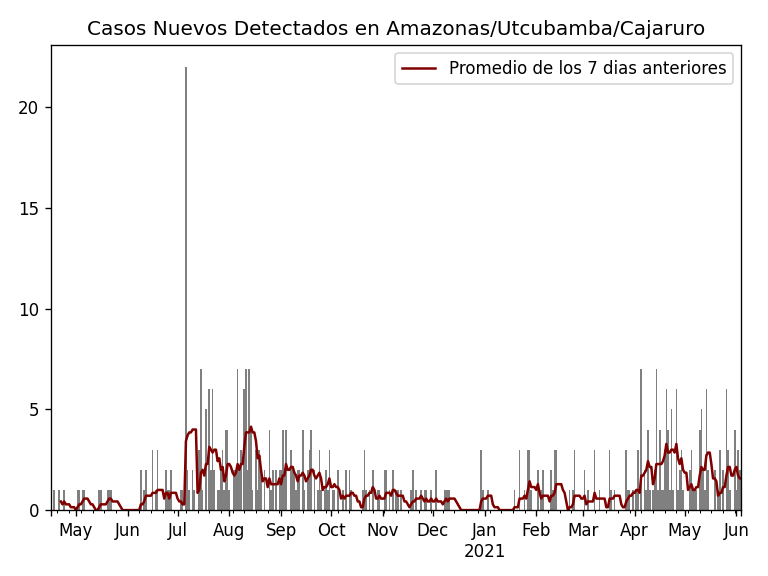 Casos Nuevos Detectados en Amazonas/Utcubamba/Cajaruro
Promedio de los 7 dias anteriores
20
15
10
5
0
May Jun Jul Aug Sep Oct Nov Dec Jan Feb Mar Apr May Jun
2021